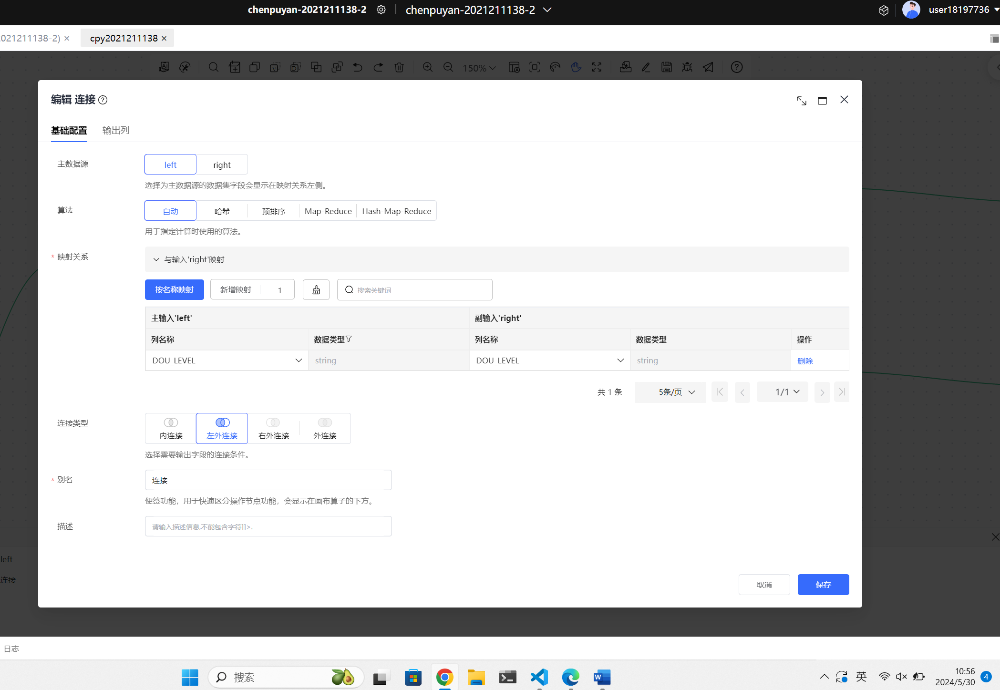 chenpuyan-2021211138-2 chenpuyan-2021211138-2 user18197736
021211138-2) × cpy2021211138 ×
150%
编辑 连接
基础配置 输出列
主数据源 left right
选择为主数据源的数据集字段会显示在映射关系左侧。
算法 自动 哈希 预排序 Map-Reduce Hash-Map-Reduce
用于指定计算时使用的算法。
* 映射关系 与输入'right'映射
按名称映射 新增映射 1 搜索关键词
主输入'left' 副输入'right'
列名称 数据类型 列名称 数据类型 操作
DOU_LEVEL string DOU_LEVEL string 删除
共 1 条 5条/页 1/1
连接类型 内连接 左外连接 右外连接 外连接
选择需要输出字段的连接条件。
* 别名 连接
便签功能，用于快速区分操作节点功能，会显示在画布算子的下方。
描述 请输入描述信息,不能包含字符]]>.
left
连接
取消 保存
日志
搜索 英 10:56
2024/5/30 4